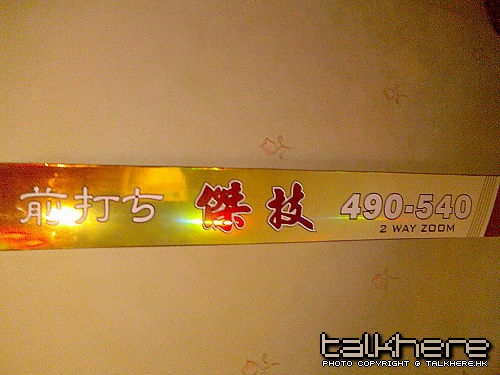 前打ち 傑技 490-540
2 WAY ZOOM
talkhere
PHOTO COPYRIGHT @ TALKHERE.HK